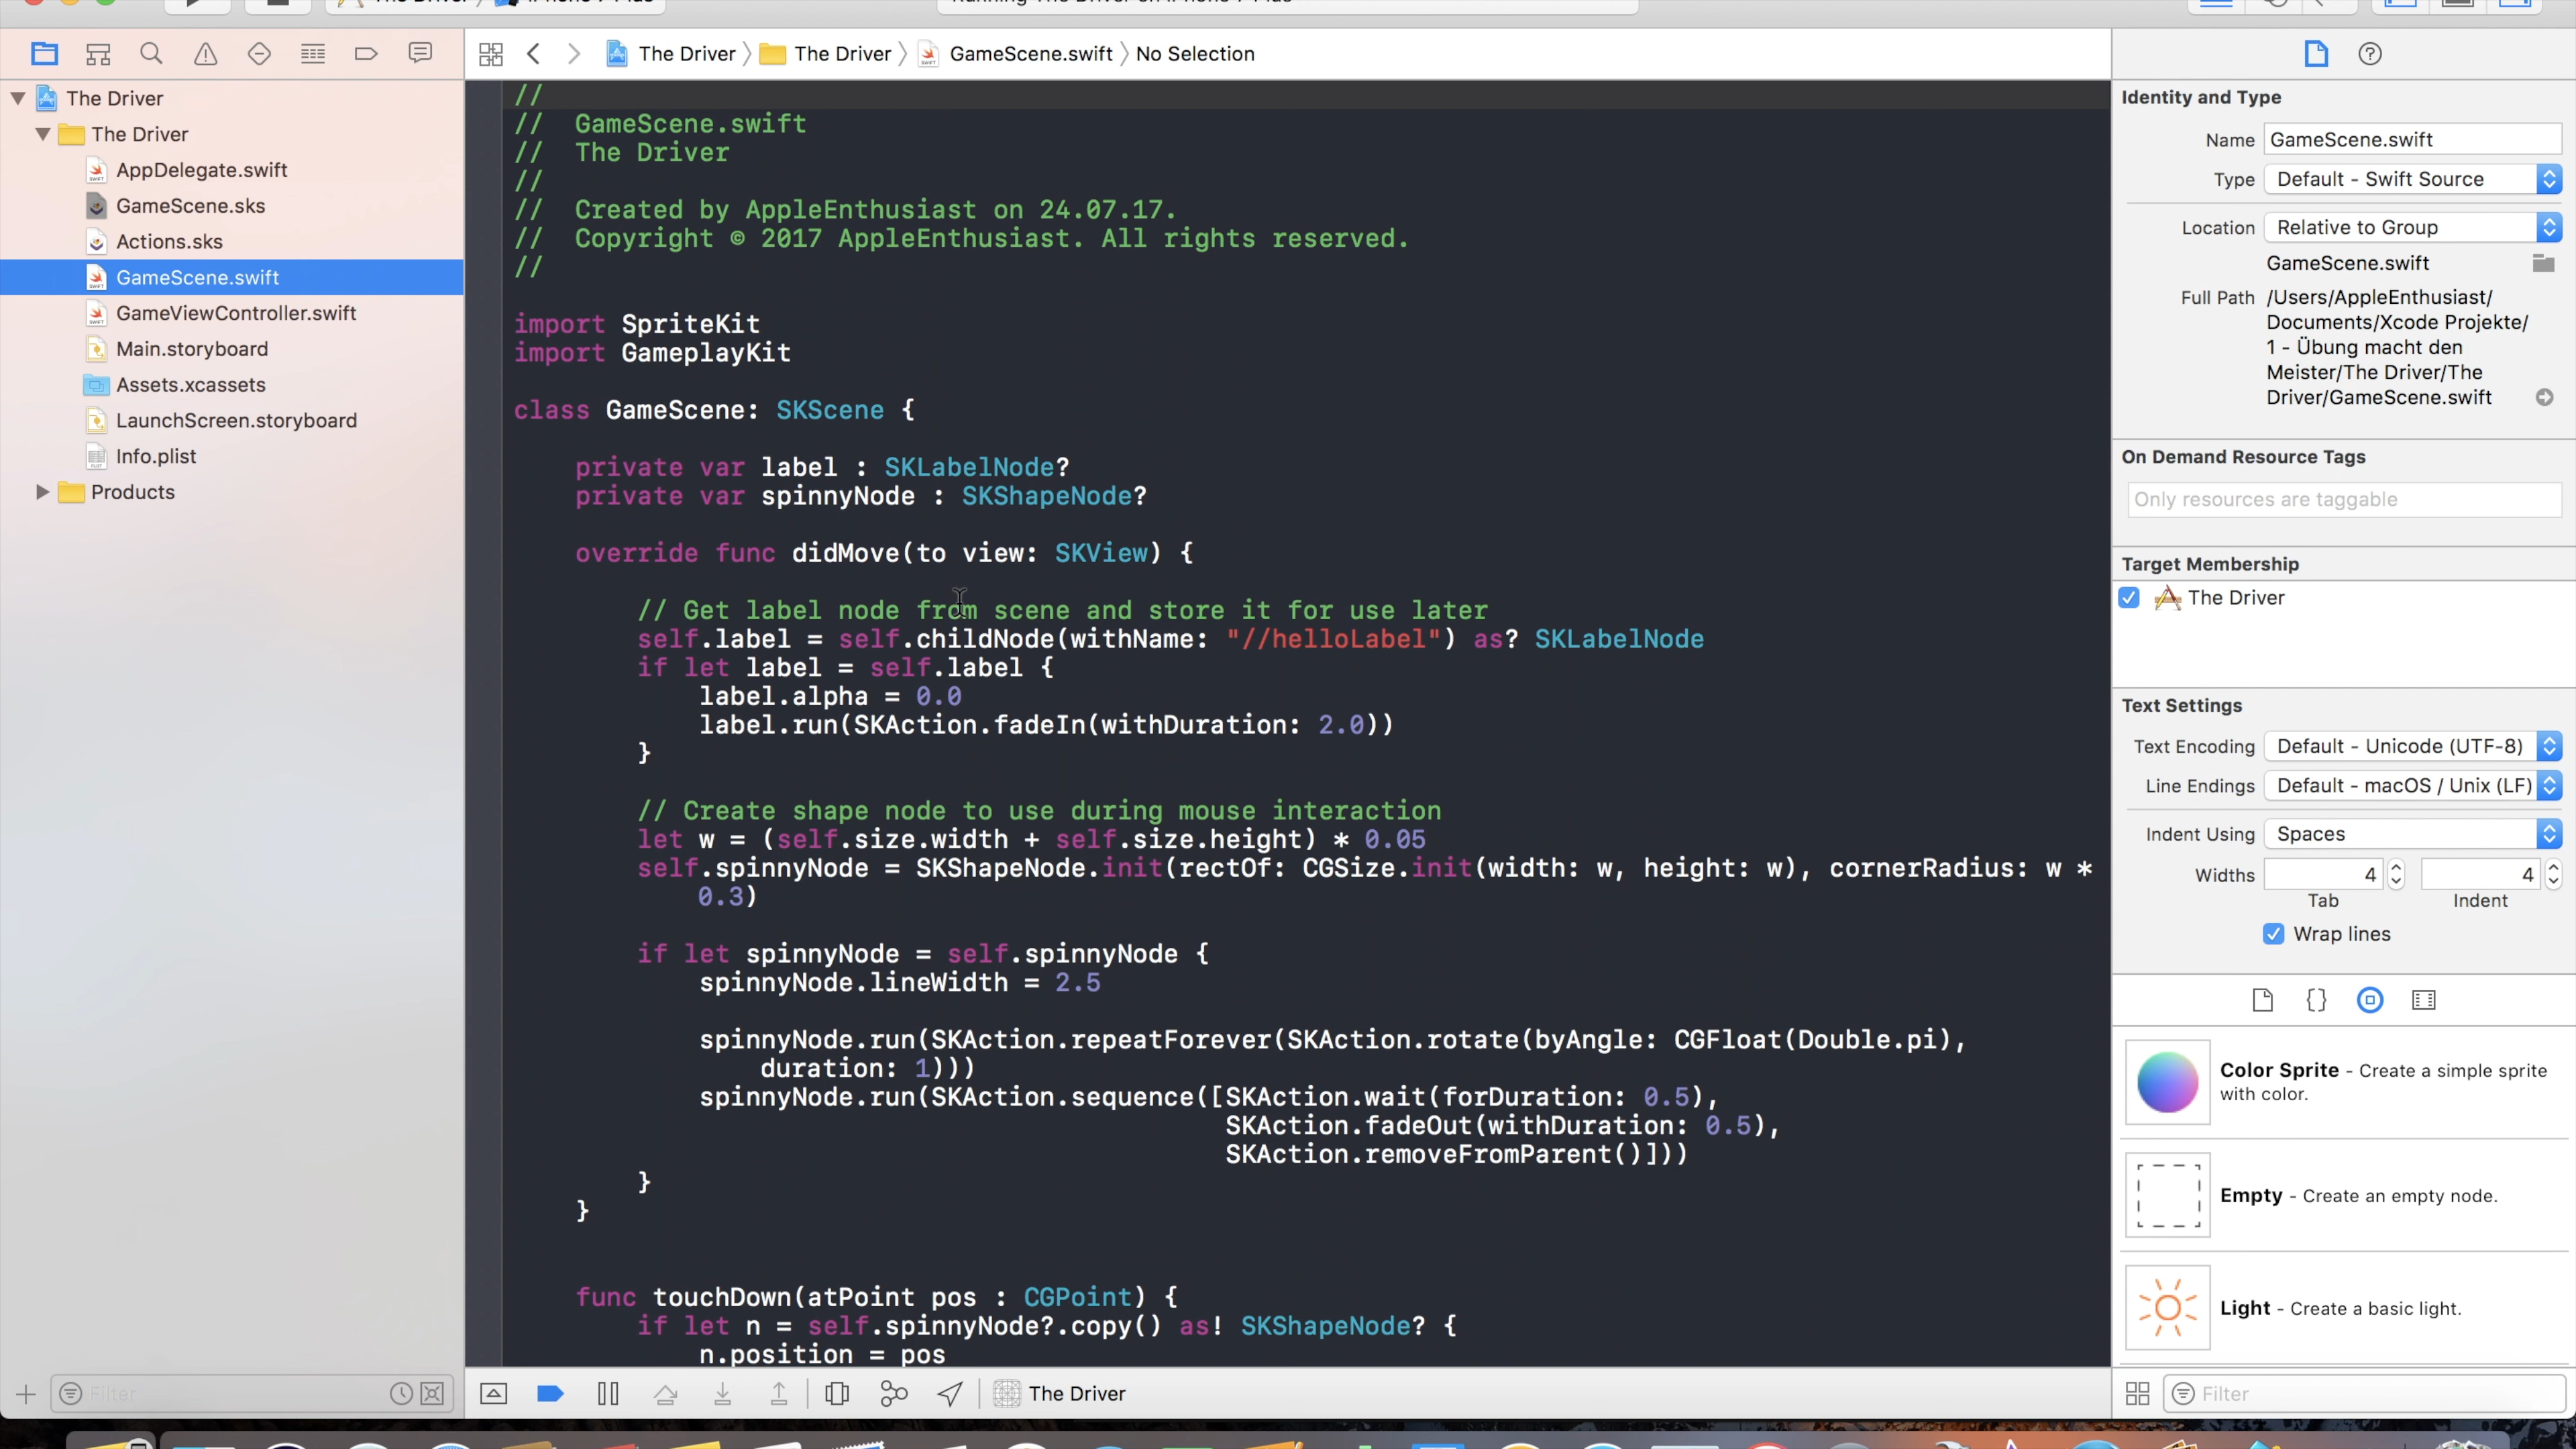 The Driver
The Driver
GameScene.swift
No Selection
The Driver
The Driver
AppDelegate.swift
GameScene.sks
Actions.sks
GameScene.swift
GameViewController.swift
Main.storyboard
Assets.xcassets
LaunchScreen.storyboard
Info.plist
Products
Filter
//
//  GameScene.swift
//  The Driver
//
//  Created by AppleEnthusiast on 24.07.17.
//  Copyright © 2017 AppleEnthusiast. All rights reserved.
//
import SpriteKit
import GameplayKit
class GameScene: SKScene {
private var label : SKLabelNode?
private var spinnyNode : SKShapeNode?
override func didMove(to view: SKView) {
// Get label node from scene and store it for use later
self.label = self.childNode(withName: "//helloLabel") as? SKLabelNode
if let label = self.label {
label.alpha = 0.0
label.run(SKAction.fadeIn(withDuration: 2.0))
}
// Create shape node to use during mouse interaction
let w = (self.size.width + self.size.height) * 0.05
self.spinnyNode = SKShapeNode.init(rectOf: CGSize.init(width: w, height: w), cornerRadius: w *
0.3)
if let spinnyNode = self.spinnyNode {
spinnyNode.lineWidth = 2.5
spinnyNode.run(SKAction.repeatForever(SKAction.rotate(byAngle: CGFloat(Double.pi),
duration: 1)))
spinnyNode.run(SKAction.sequence([SKAction.wait(forDuration: 0.5),
SKAction.fadeOut(withDuration: 0.5),
SKAction.removeFromParent()]))
}
}
func touchDown(atPoint pos : CGPoint) {
if let n = self.spinnyNode?.copy() as! SKShapeNode? {
n.position = pos
The Driver
Identity and Type
Name GameScene.swift
Type Default - Swift Source
Location Relative to Group
GameScene.swift
Full Path /Users/AppleEnthusiast/
Documents/Xcode Projekte/
1 - Übung macht den
Meister/The Driver/The
Driver/GameScene.swift
On Demand Resource Tags
Only resources are taggable
Target Membership
The Driver
Text Settings
Text Encoding Default - Unicode (UTF-8)
Line Endings Default - macOS / Unix (LF)
Indent Using Spaces
Widths 4 4
Tab Indent
Wrap lines
Color Sprite - Create a simple sprite
with color.
Empty - Create an empty node.
Light - Create a basic light.
Filter